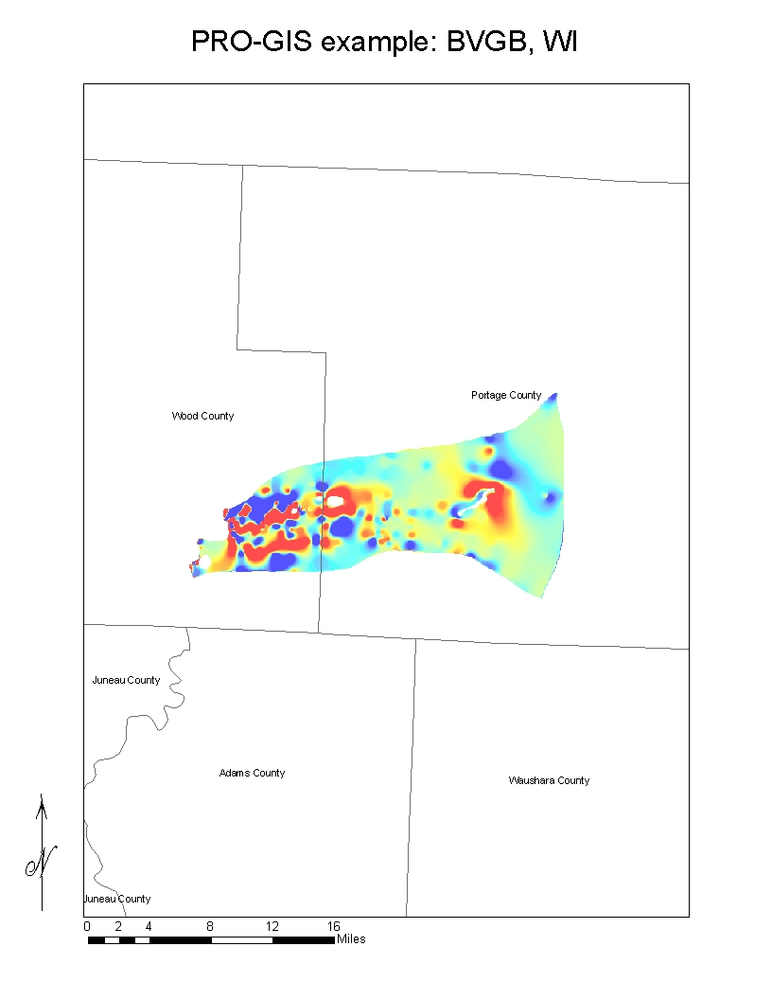 PRO-GIS example: BVGB, WI
Portage County
Wood County
Juneau County
Adams County
Waushara County
N
Juneau County
0 2 4 8 12 16
Miles